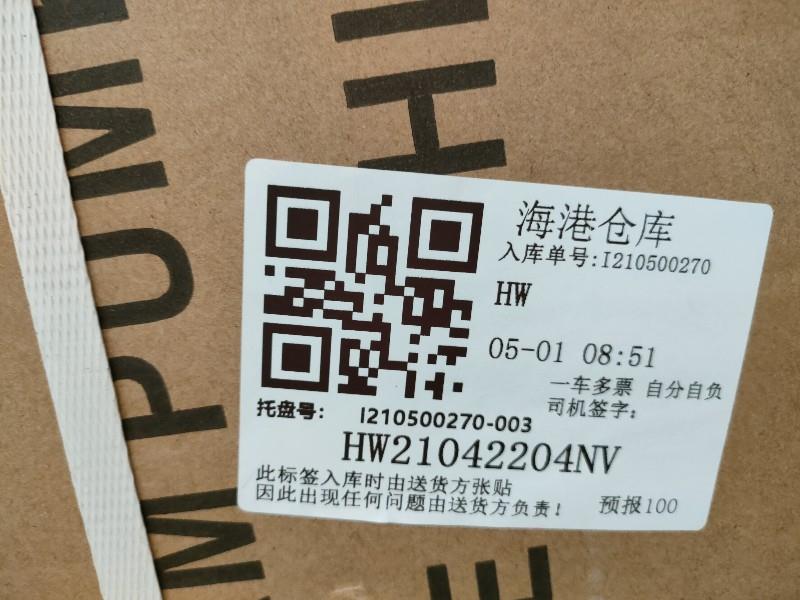 海港仓库
入库单号:I210500270
HW
05-01 08:51
一车多票 自分自负
司机签字:
托盘号: I210500270-003
HW21042204NV
此标签入库时由送货方张贴
因此出现任何问题由送货方负责!
预报100